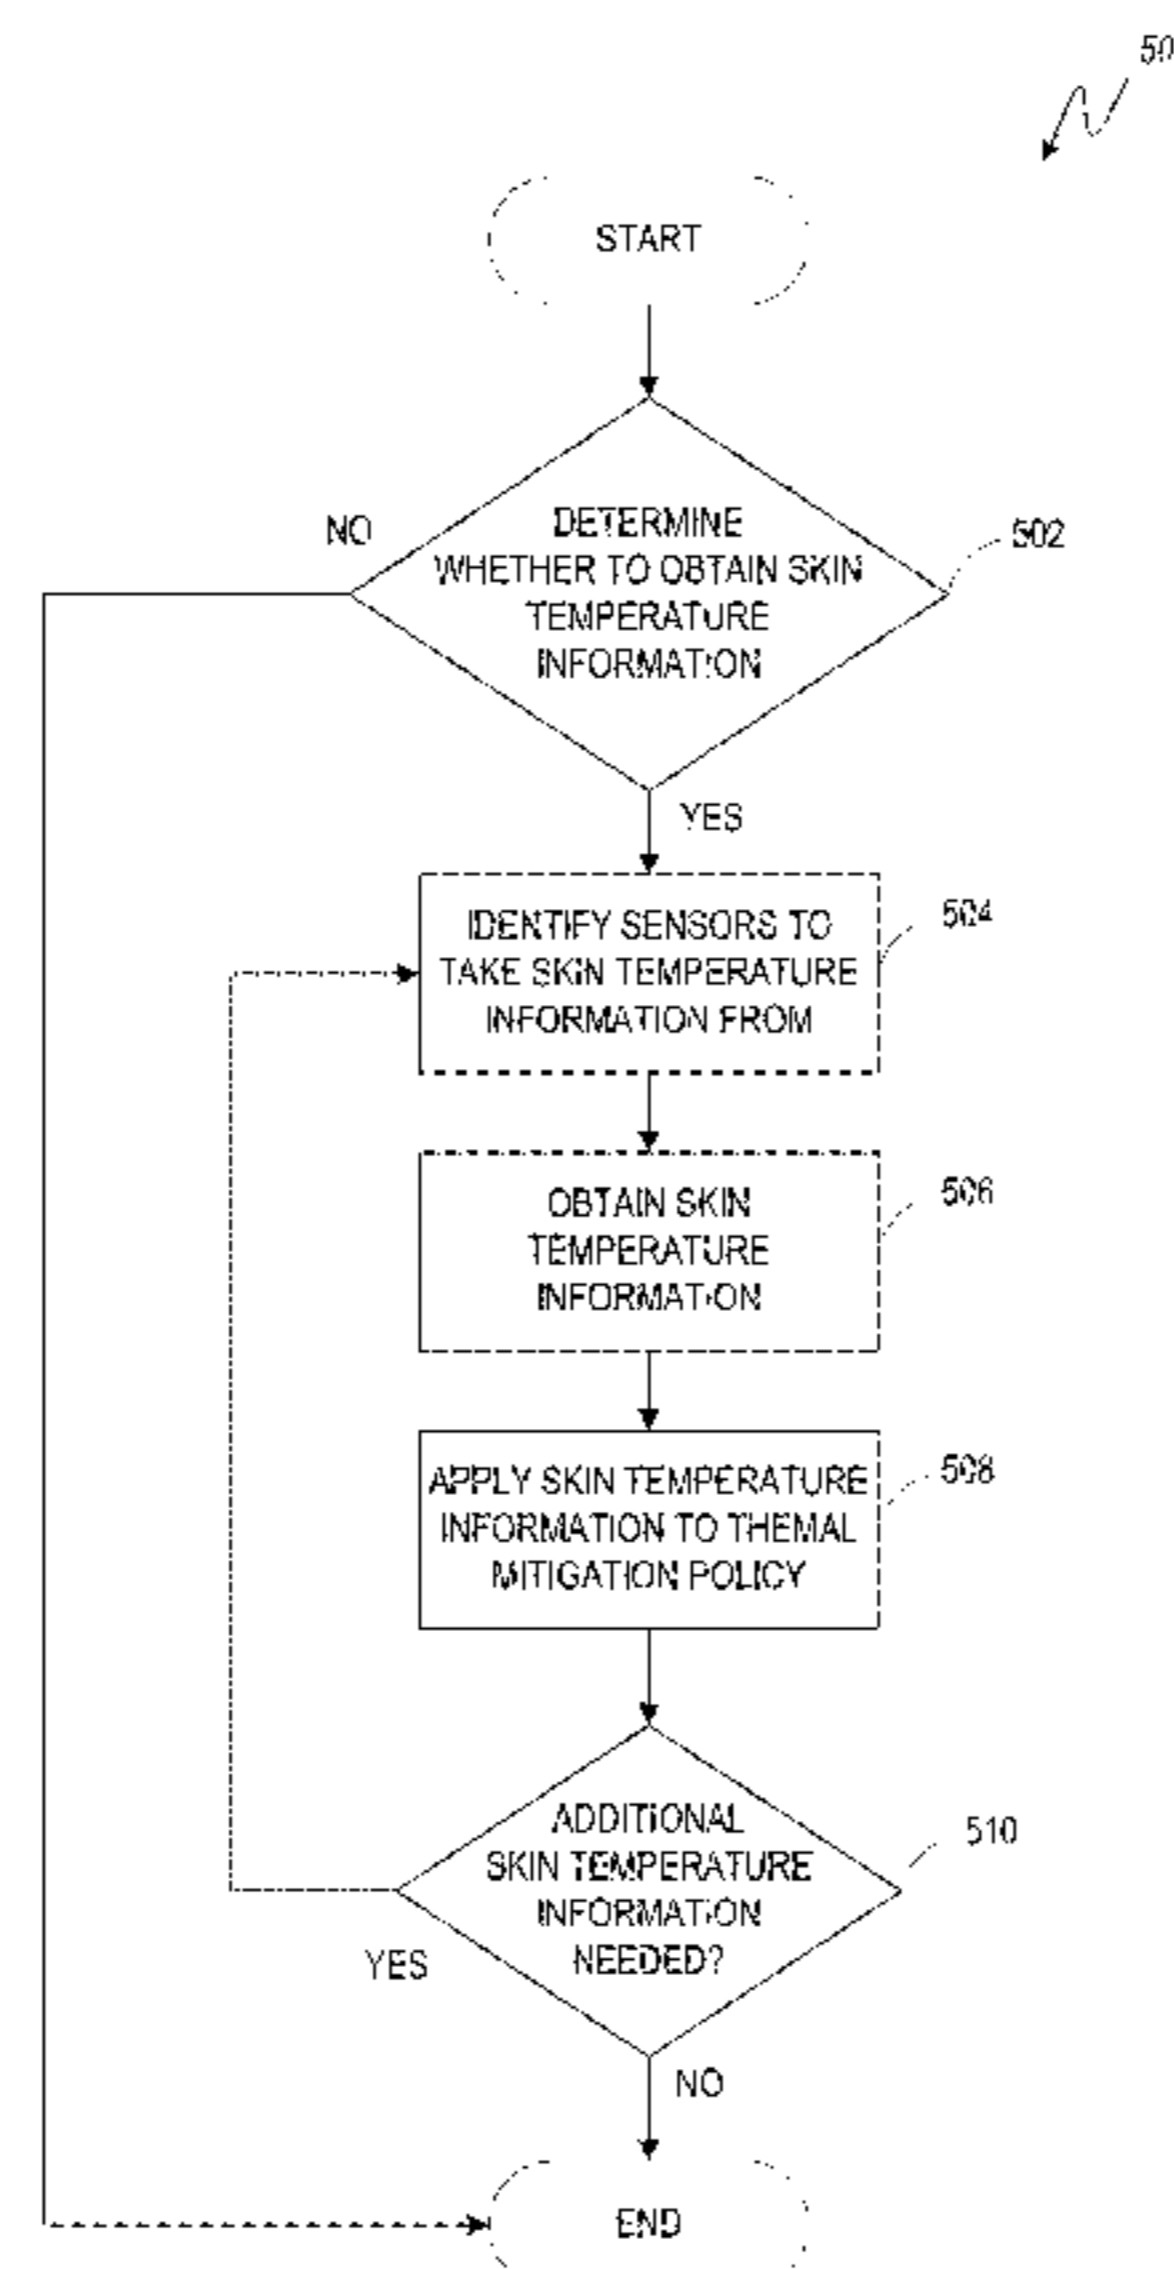 50
START
NO
DETERMINE
WHETHER TO OBTAIN SKIN
TEMPERATURE
INFORMATION
502
YES
IDENTIFY SENSORS TO
TAKE SKIN TEMPERATURE
INFORMATION FROM
504
OBTAIN SKIN
TEMPERATURE
INFORMATION
506
APPLY SKIN TEMPERATURE
INFORMATION TO THEMAL
MITIGATION POLICY
508
ADDITIONAL
SKIN TEMPERATURE
INFORMATION
NEEDED?
510
YES
NO
END